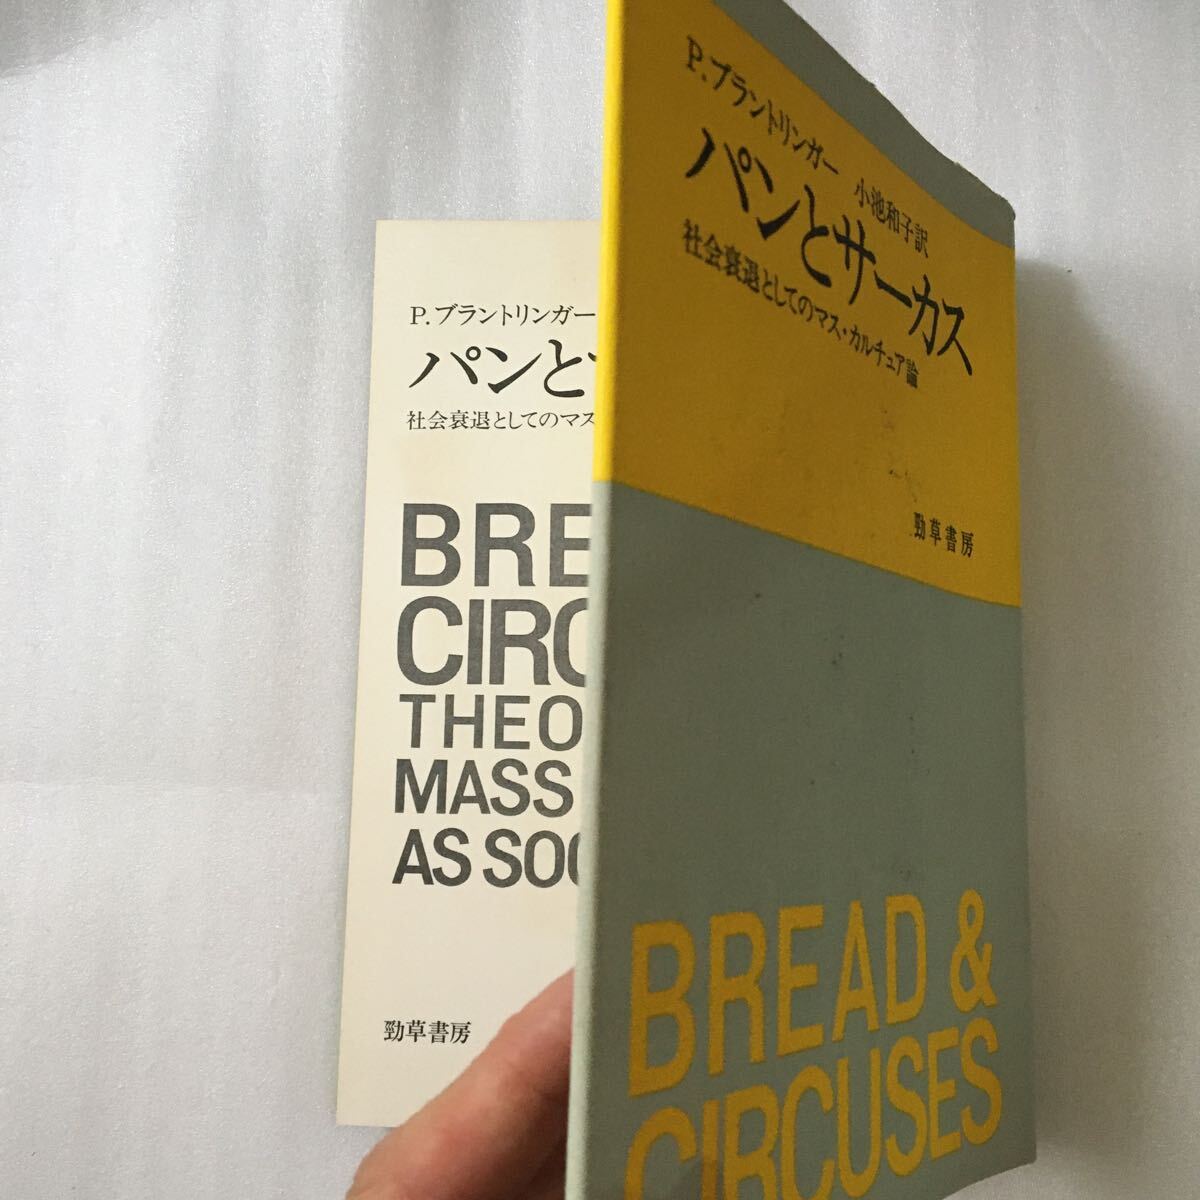 P.ブラントリンガー
パンと
社会衰退としてのマス
BRE
CIRC
THEO
MASS
AS SOC
勁草書房
P.ブラントリンガー 小池和子訳
パンとサーカス
社会衰退としてのマス・カルチュア論
勁草書房
BREAD &
CIRCUSES